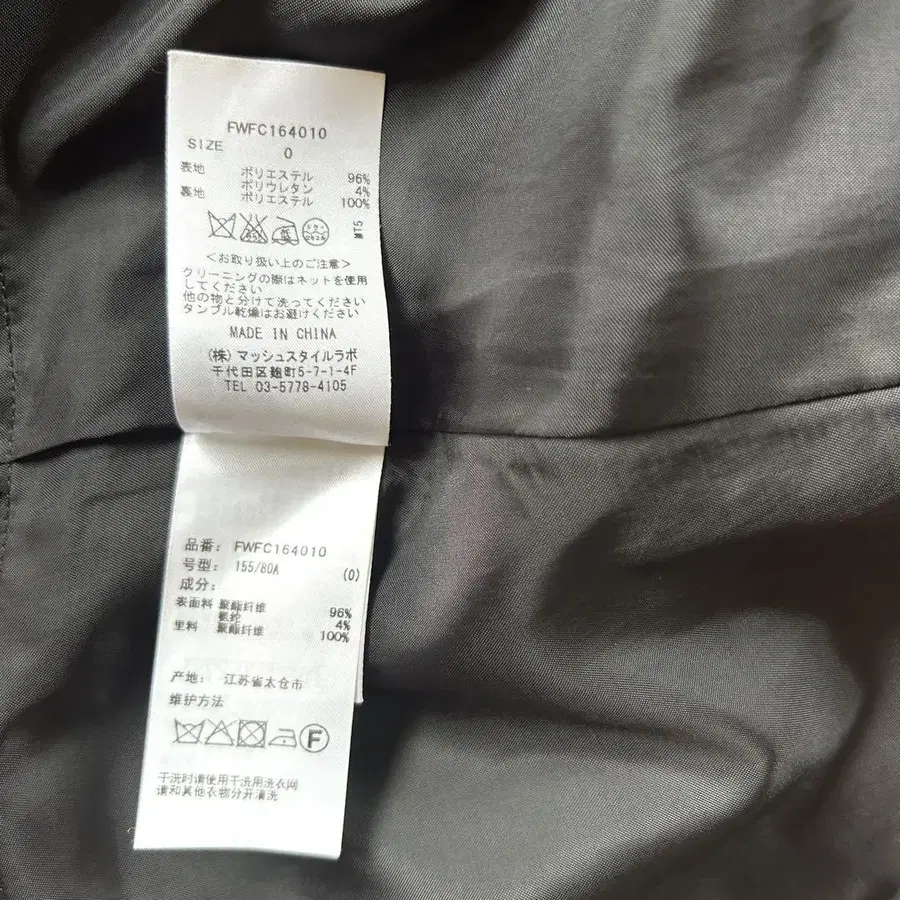 FWFC164010
SIZE 0
表地 ポリエステル 96%
ポリウレタン 4%
裏地 ポリエステル 100%
MT5
<お取り扱い上のご注意>
クリーニングの際はネットを使用
してください
他の物と分けて洗ってください
タンブル乾燥はお避けください
MADE IN CHINA
(株) マッシュスタイルラボ
千代田区麹町5-7-1-4F
TEL 03-5778-4105
品番: FWFC164010
号型: 155/80A (0)
成分:
表面料 聚酯纤维 96%
氨纶 4%
里料 聚酯纤维 100%
产地: 江苏省太仓市
维护方法
F
干洗时请使用干洗用洗衣网
请和其他衣物分开清洗